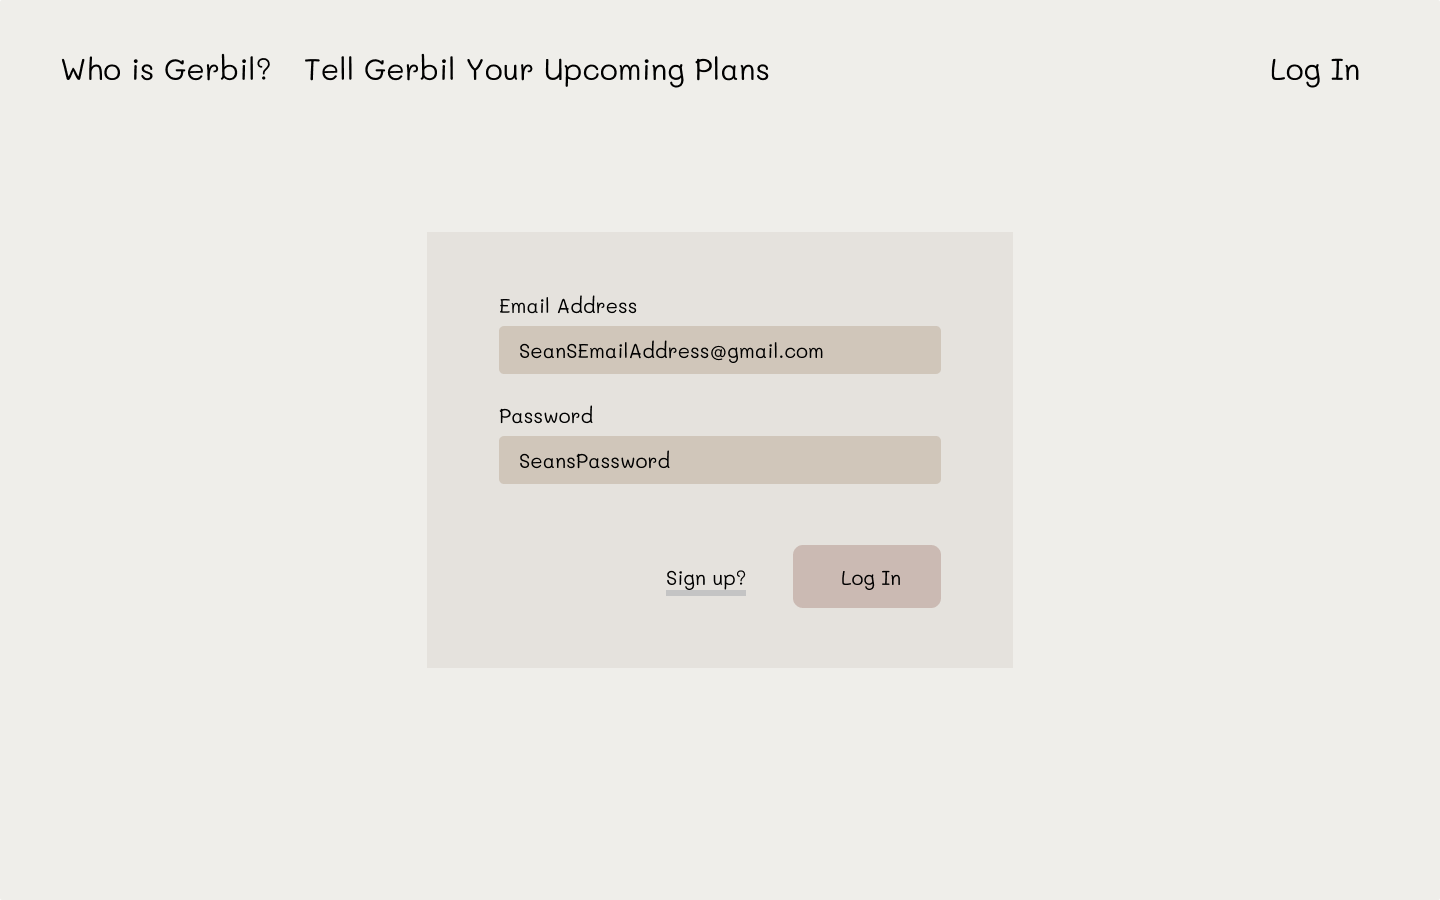 Who is Gerbil? Tell Gerbil Your Upcoming Plans Log In
Email Address
SeanSEmailAddress@gmail.com
Password
SeansPassword
Sign up? Log In